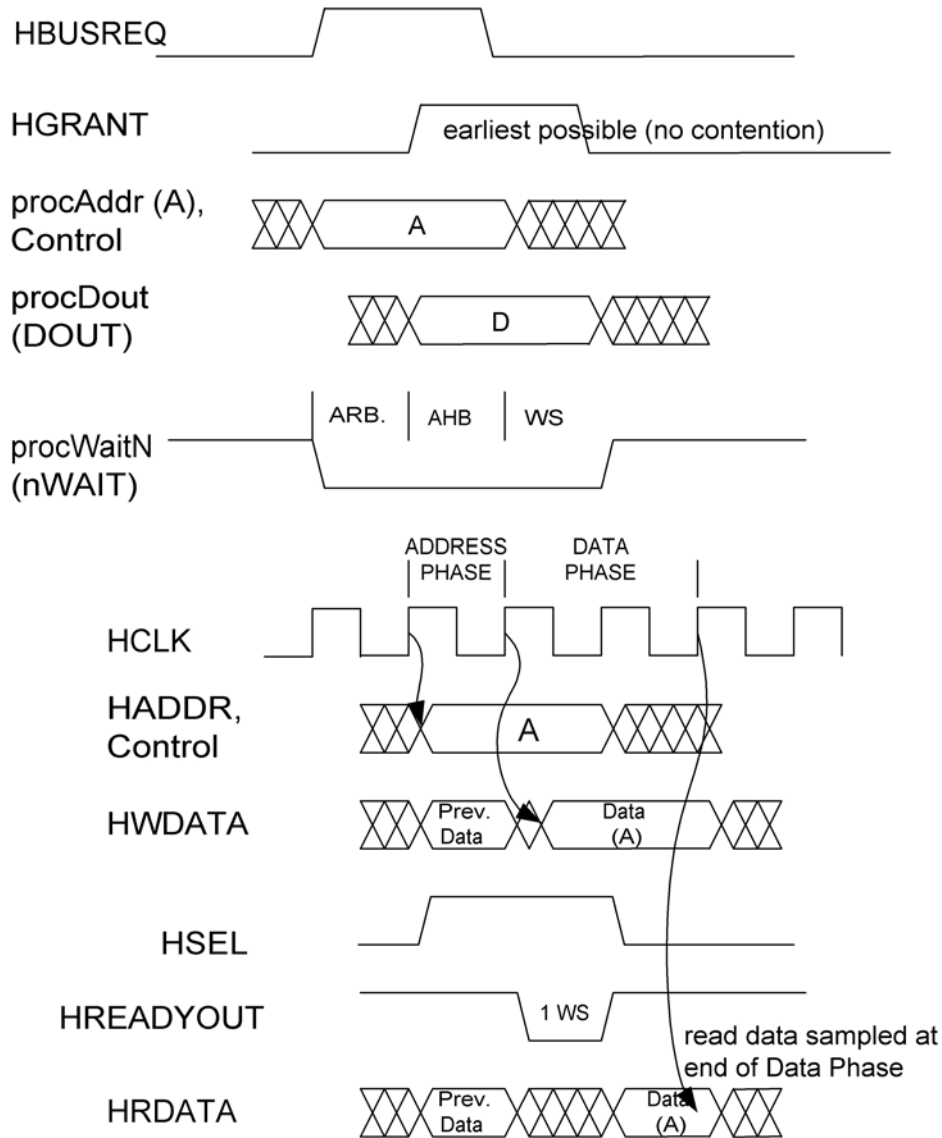 HBUSREQ
HGRANT
earliest possible (no contention)
procAddr (A),
Control
A
procDout
(DOUT)
D
ARB.
AHB
WS
procWaitN
(nWAIT)
ADDRESS
PHASE
DATA
PHASE
HCLK
HADDR,
Control
A
HWDATA
Prev.
Data
Data
(A)
HSEL
HREADYOUT
1 WS
read data sampled at
end of Data Phase
HRDATA
Prev.
Data
Data
(A)